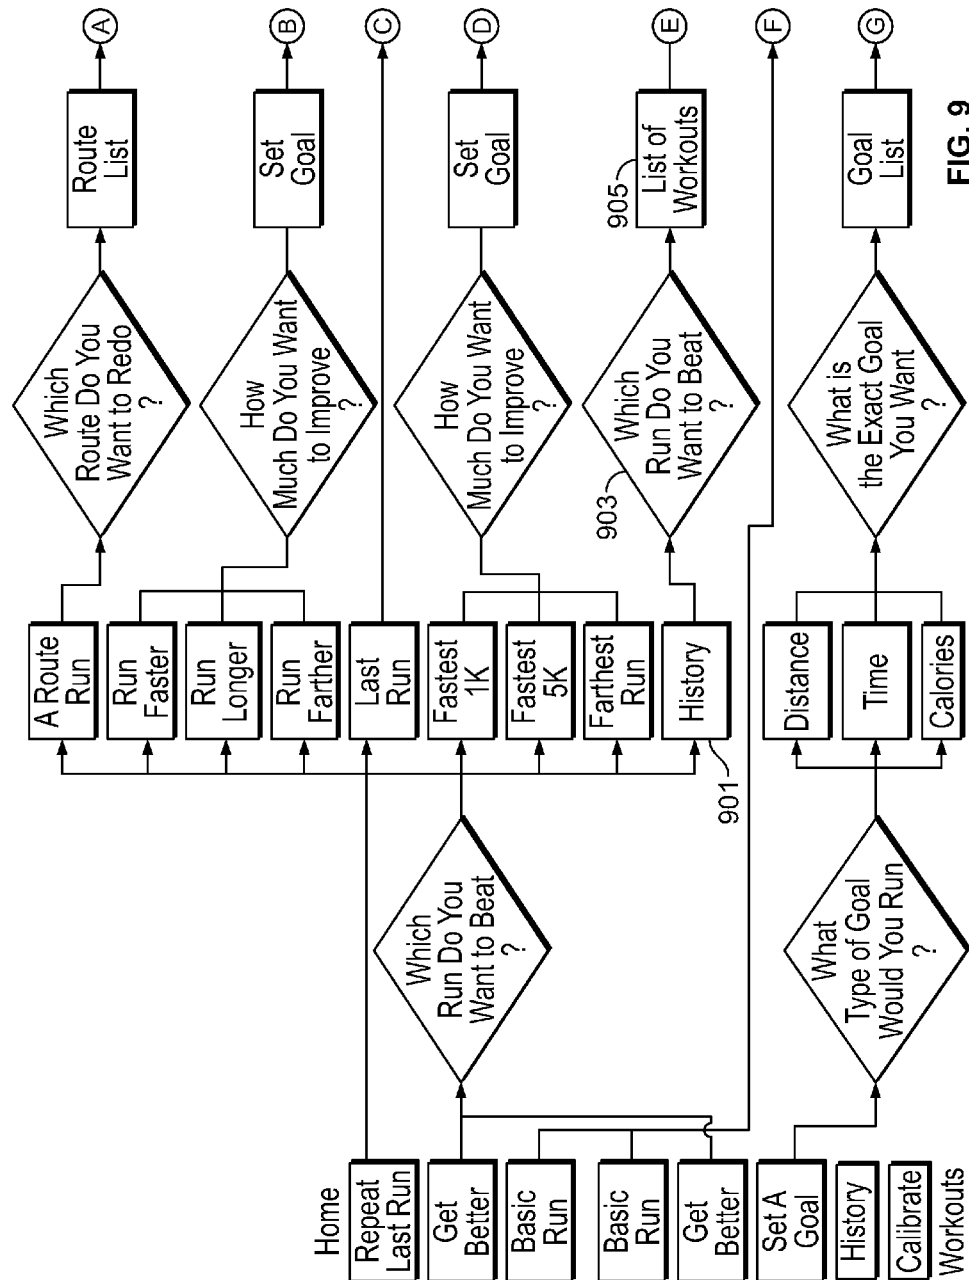 Home
Repeat
Last Run
Get
Better
Basic
Run
Basic
Run
Get
Better
Set A
Goal
History
Calibrate
Workouts
Which
Run Do You
Want to Beat
?
What
Type of Goal
Would You Run
?
A Route
Run
Run
Faster
Run
Longer
Run
Farther
Last
Run
Fastest
1K
Fastest
5K
Farthest
Run
History
901
Distance
Time
Calories
Which
Route Do You
Want to Redo
?
How
Much Do You Want
to Improve
?
How
Much Do You Want
to Improve
?
903
Which
Run Do You
Want to Beat
?
What is
the Exact Goal
You Want
?
Route
List
Set
Goal
Set
Goal
905
List of
Workouts
Goal
List
A
B
C
D
E
F
G
FIG. 9